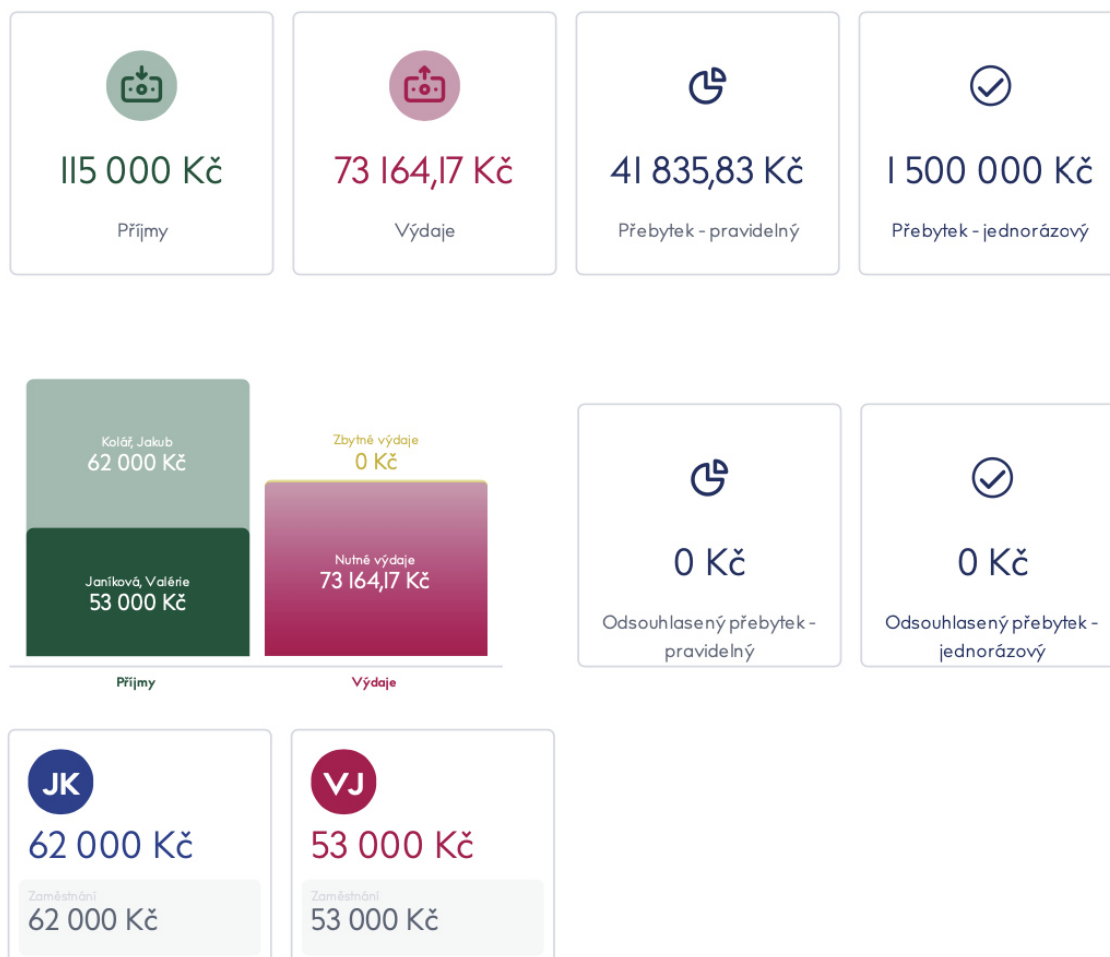 115 000 Kč
73 164,17 Kč
41 835,83 Kč
1 500 000 Kč
Příjmy
Výdaje
Přebytek - pravidelný
Přebytek - jednorázový
Kolář, Jakub
62 000 Kč
Janíková, Valérie
53 000 Kč
Příjmy
Zbytné výdaje
0 Kč
Nutné výdaje
73 164,17 Kč
Výdaje
0 Kč
Odsouhlasený přebytek -
pravidelný
0 Kč
Odsouhlasený přebytek -
jednorázový
JK
62 000 Kč
Zaměstnání
62 000 Kč
VJ
53 000 Kč
Zaměstnání
53 000 Kč